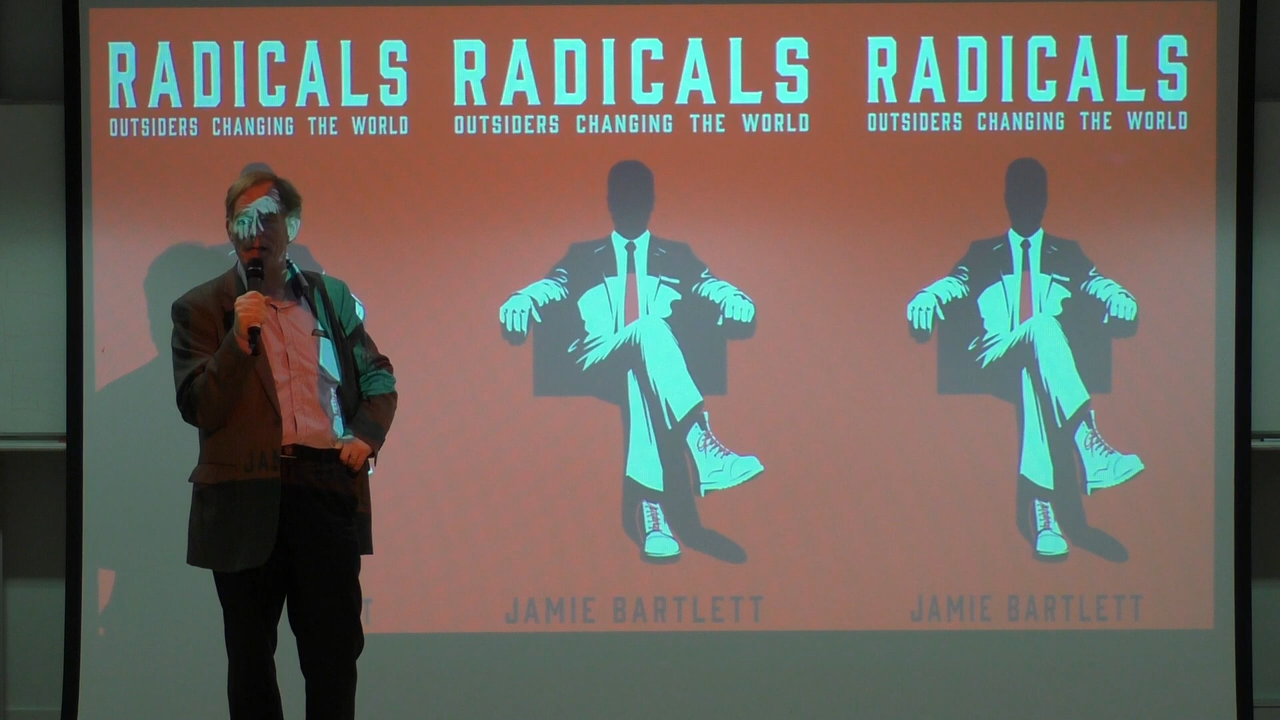 RADICALS
OUTSIDERS CHANGING THE WORLD
RADICALS
OUTSIDERS CHANGING THE WORLD
JAMIE BARTLETT
RADICALS
OUTSIDERS CHANGING THE WORLD
JAMIE BARTLETT